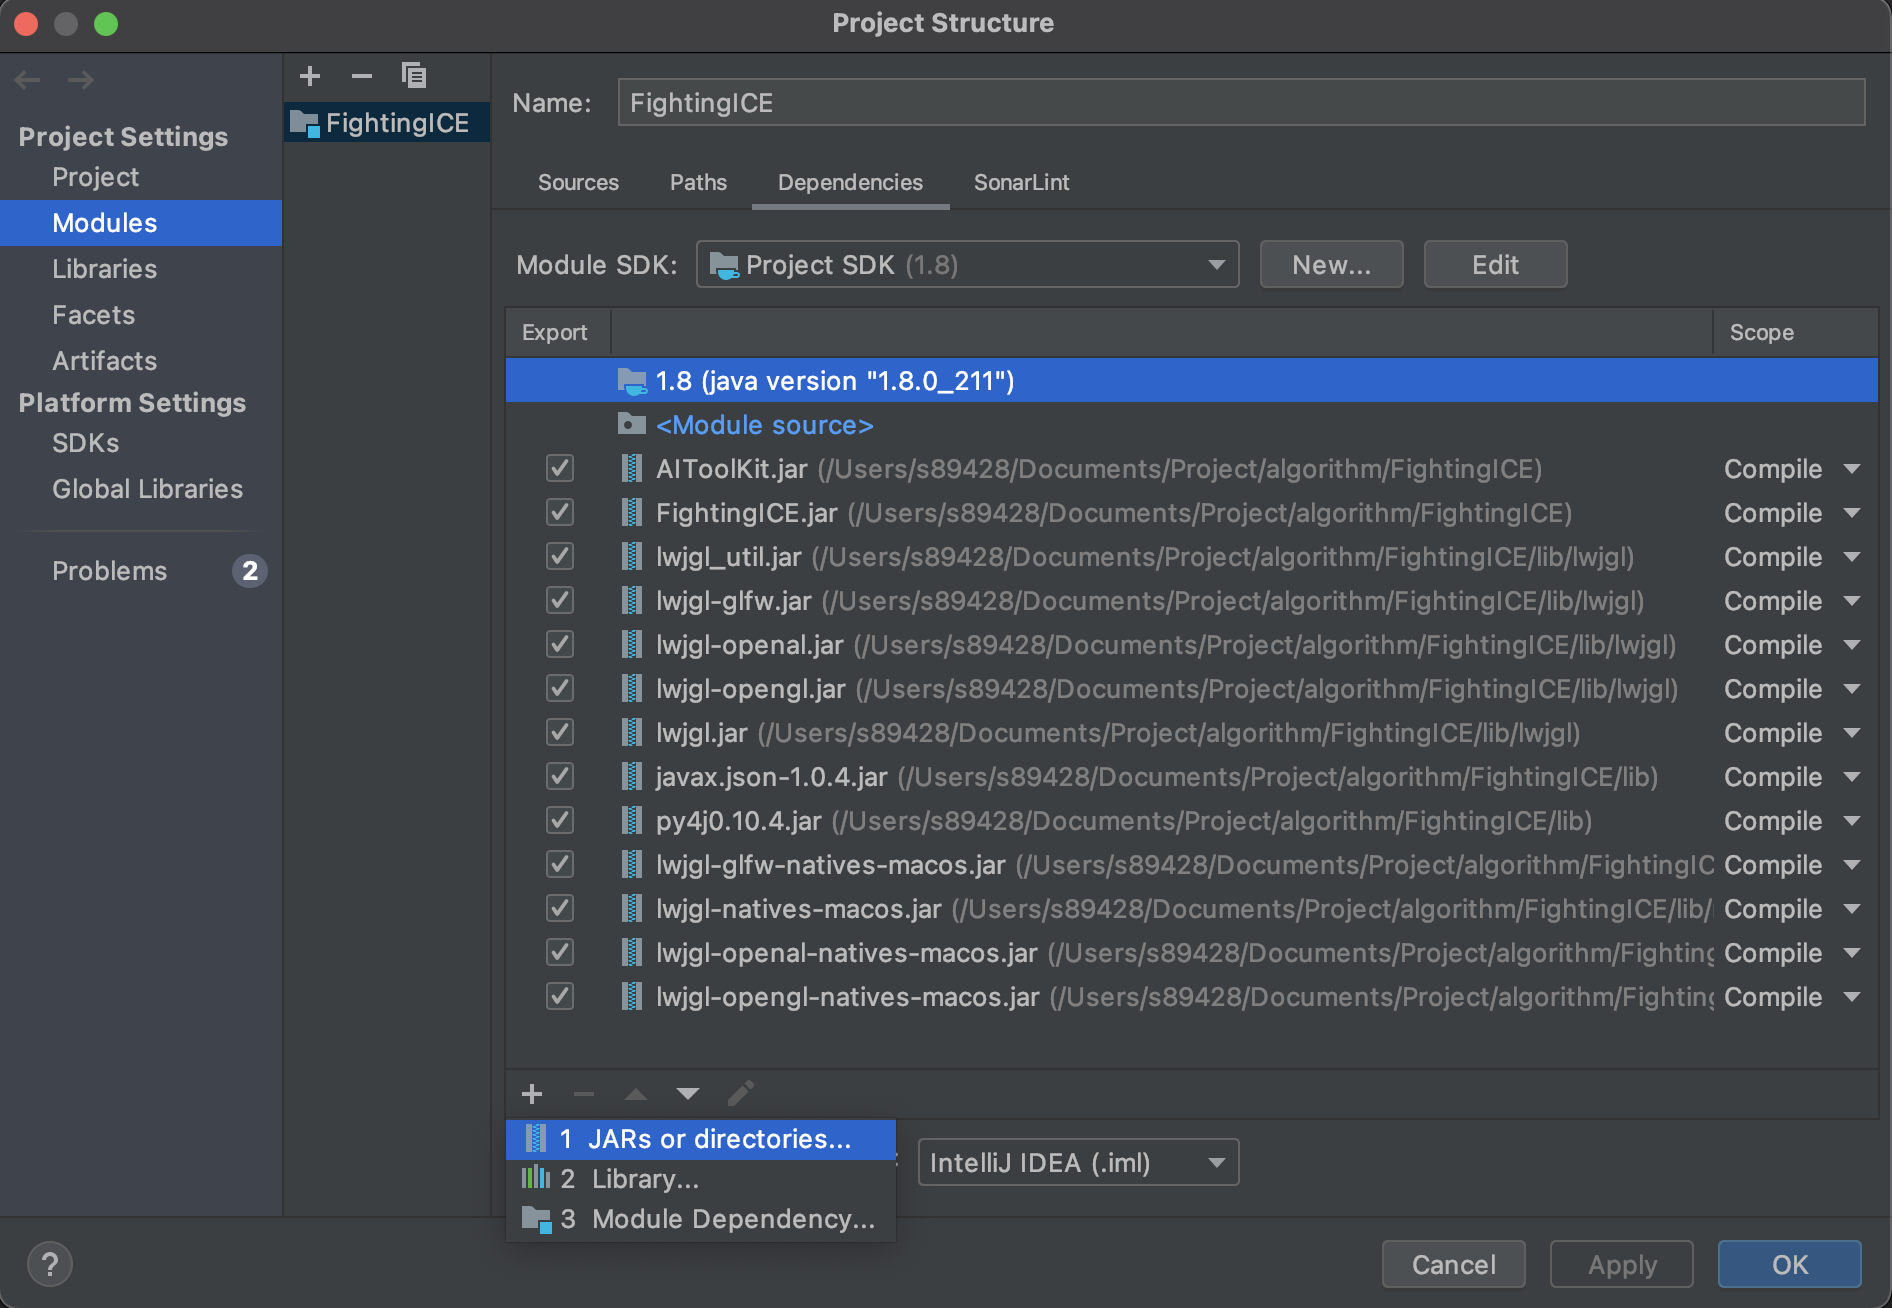 Project Structure
Project Settings
Project
Modules
Libraries
Facets
Artifacts
Platform Settings
SDKs
Global Libraries
Problems 2
FightingICE
Name: FightingICE
Sources Paths Dependencies SonarLint
Module SDK: Project SDK (1.8) New... Edit
Export Scope
1.8 (java version "1.8.0_211")
<Module source>
AIToolKit.jar (/Users/s89428/Documents/Project/algorithm/FightingICE) Compile
FightingICE.jar (/Users/s89428/Documents/Project/algorithm/FightingICE) Compile
lwjgl_util.jar (/Users/s89428/Documents/Project/algorithm/FightingICE/lib/lwjgl) Compile
lwjgl-glfw.jar (/Users/s89428/Documents/Project/algorithm/FightingICE/lib/lwjgl) Compile
lwjgl-openal.jar (/Users/s89428/Documents/Project/algorithm/FightingICE/lib/lwjgl) Compile
lwjgl-opengl.jar (/Users/s89428/Documents/Project/algorithm/FightingICE/lib/lwjgl) Compile
lwjgl.jar (/Users/s89428/Documents/Project/algorithm/FightingICE/lib/lwjgl) Compile
javax.json-1.0.4.jar (/Users/s89428/Documents/Project/algorithm/FightingICE/lib) Compile
py4j0.10.4.jar (/Users/s89428/Documents/Project/algorithm/FightingICE/lib) Compile
lwjgl-glfw-natives-macos.jar (/Users/s89428/Documents/Project/algorithm/FightingIC Compile
lwjgl-natives-macos.jar (/Users/s89428/Documents/Project/algorithm/FightingICE/lib/ Compile
lwjgl-openal-natives-macos.jar (/Users/s89428/Documents/Project/algorithm/Fighting Compile
lwjgl-opengl-natives-macos.jar (/Users/s89428/Documents/Project/algorithm/Fighting Compile
1 JARs or directories...
2 Library...
3 Module Dependency...
: IntelliJ IDEA (.iml)
? Cancel Apply OK